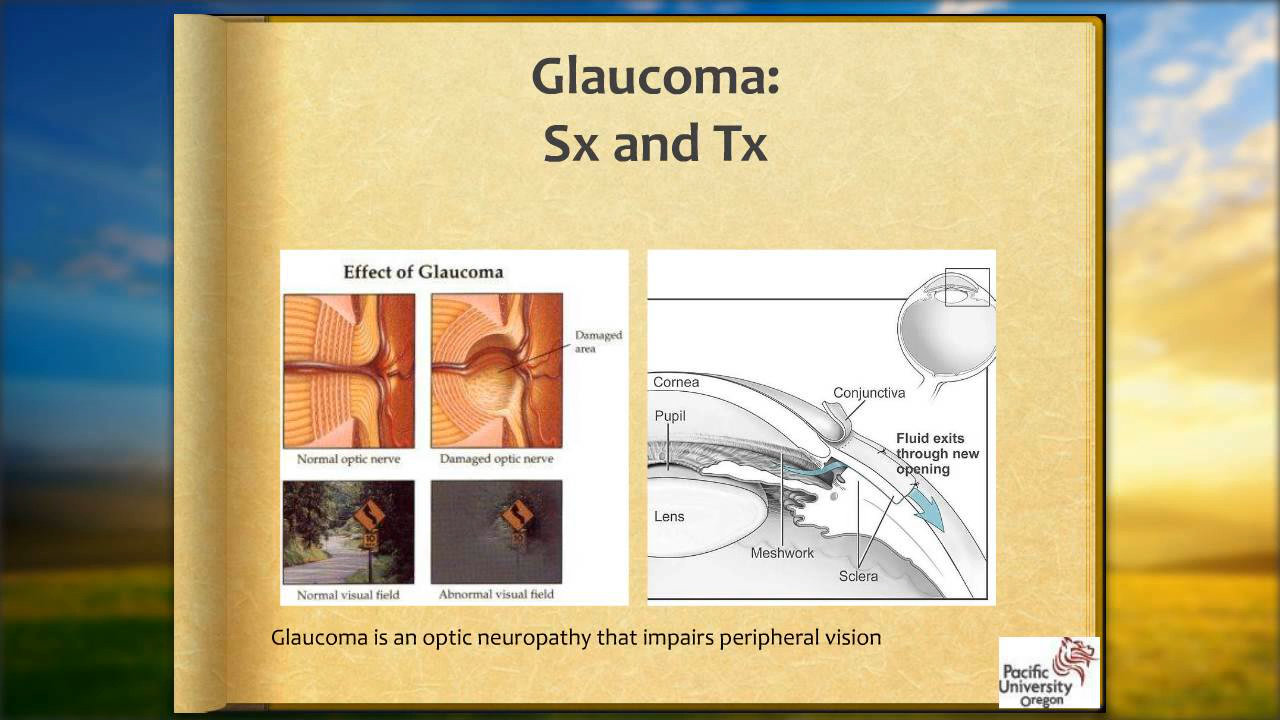 Glaucoma:
Sx and Tx
Effect of Glaucoma
Damaged
area
Normal optic nerve
Damaged optic nerve
10
10
Normal visual field
Abnormal visual field
Cornea
Conjunctiva
Pupil
Fluid exits
through new
opening
Lens
Meshwork
Sclera
Glaucoma is an optic neuropathy that impairs peripheral vision
Pacific
University
Oregon